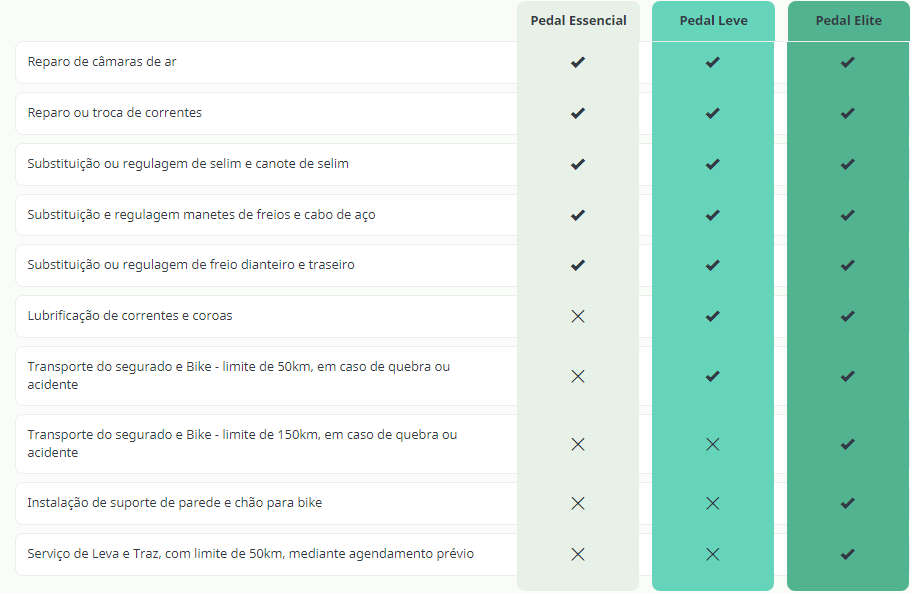 Pedal Essencial Pedal Leve Pedal Elite
Reparo de câmaras de ar
Reparo ou troca de correntes
Substituição ou regulagem de selim e canote de selim
Substituição e regulagem manetes de freios e cabo de aço
Substituição ou regulagem de freio dianteiro e traseiro
Lubrificação de correntes e coroas
Transporte do segurado e Bike - limite de 50km, em caso de quebra ou
acidente
Transporte do segurado e Bike - limite de 150km, em caso de quebra ou
acidente
Instalação de suporte de parede e chão para bike
Serviço de Leva e Traz, com limite de 50km, mediante agendamento prévio